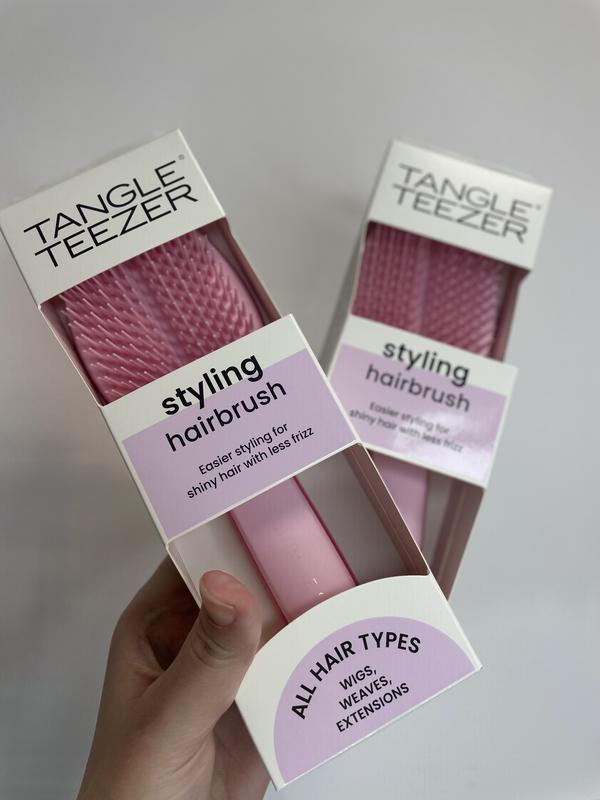 TANGLE
TEEZER®
styling
hairbrush
Easier styling for
shiny hair with less frizz
ALL HAIR TYPES
WIGS,
WEAVES,
EXTENSIONS
TANGLE
TEEZER®
styling
hairbrush
Easier styling for
shiny hair with less frizz